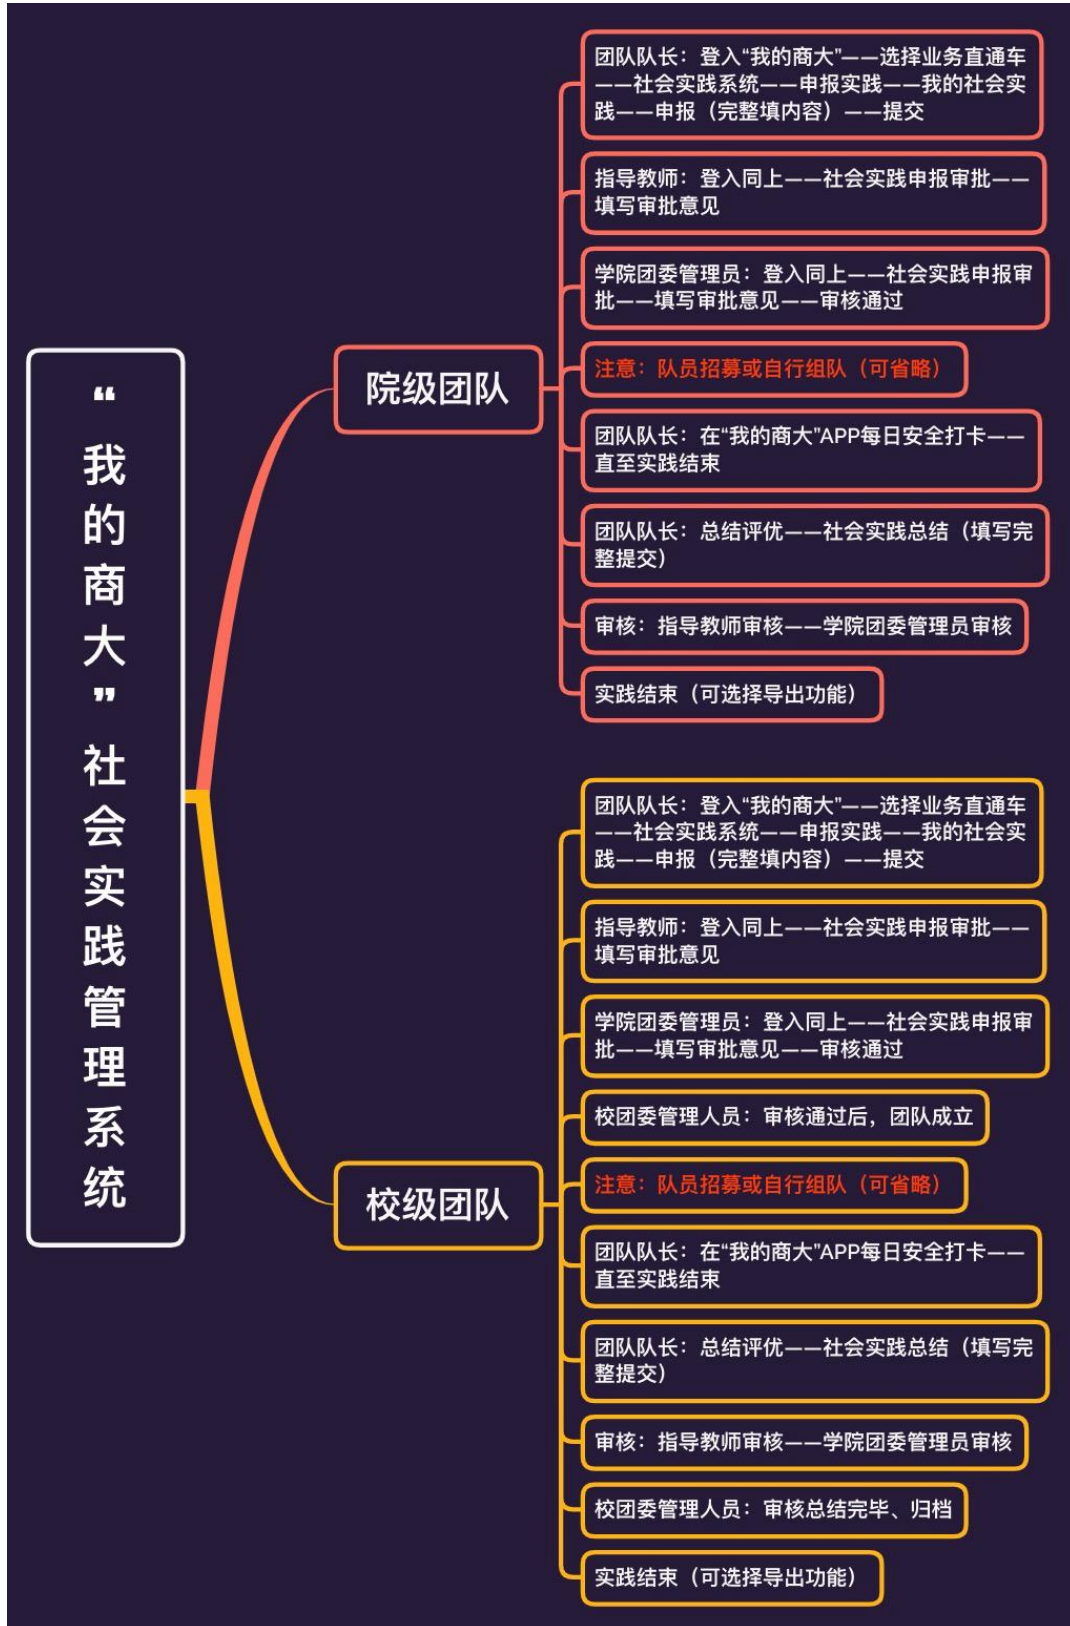 “我的商大”社会实践管理系统
院级团队
团队队长：登入“我的商大”——选择业务直通车
——社会实践系统——申报实践——我的社会实
践——申报（完整填内容）——提交
指导教师：登入同上——社会实践申报审批——
填写审批意见
学院团委管理员：登入同上——社会实践申报审
批——填写审批意见——审核通过
注意：队员招募或自行组队（可省略）
团队队长：在“我的商大”APP每日安全打卡——
直至实践结束
团队队长：总结评优——社会实践总结（填写完
整提交）
审核：指导教师审核——学院团委管理员审核
实践结束（可选择导出功能）
校级团队
团队队长：登入“我的商大”——选择业务直通车
——社会实践系统——申报实践——我的社会实
践——申报（完整填内容）——提交
指导教师：登入同上——社会实践申报审批——
填写审批意见
学院团委管理员：登入同上——社会实践申报审
批——填写审批意见——审核通过
校团委管理人员：审核通过后，团队成立
注意：队员招募或自行组队（可省略）
团队队长：在“我的商大”APP每日安全打卡——
直至实践结束
团队队长：总结评优——社会实践总结（填写完
整提交）
审核：指导教师审核——学院团委管理员审核
校团委管理人员：审核总结完毕、归档
实践结束（可选择导出功能）